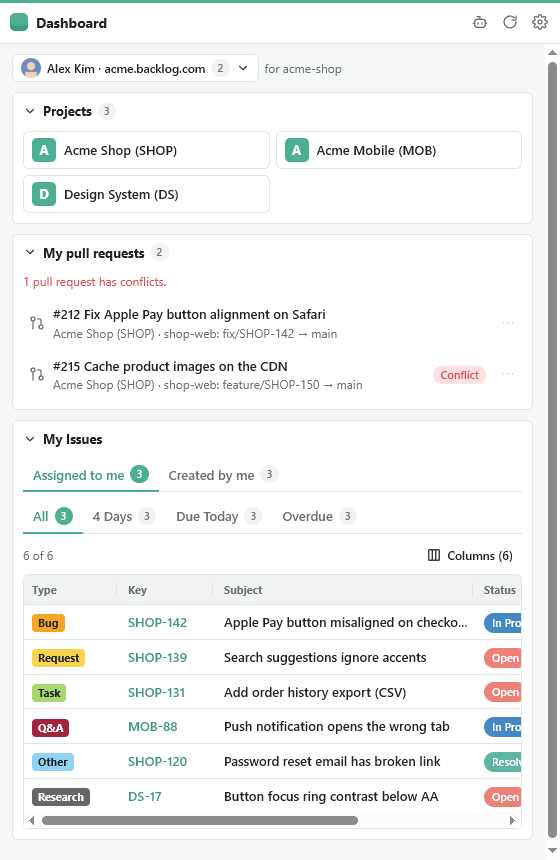 Dashboard
Alex Kim · acme.backlog.com 2 for acme-shop
Projects 3
A Acme Shop (SHOP) A Acme Mobile (MOB)
D Design System (DS)
My pull requests 2
1 pull request has conflicts.
#212 Fix Apple Pay button alignment on Safari
Acme Shop (SHOP) · shop-web: fix/SHOP-142 → main
#215 Cache product images on the CDN
Acme Shop (SHOP) · shop-web: feature/SHOP-150 → main Conflict
My Issues
Assigned to me 3 Created by me 3
All 3 4 Days 3 Due Today 3 Overdue 3
6 of 6 Columns (6)
Type Key Subject Status
Bug SHOP-142 Apple Pay button misaligned on checko... In Pro
Request SHOP-139 Search suggestions ignore accents Open
Task SHOP-131 Add order history export (CSV) Open
Q&A MOB-88 Push notification opens the wrong tab In Pro
Other SHOP-120 Password reset email has broken link Resolv
Research DS-17 Button focus ring contrast below AA Open